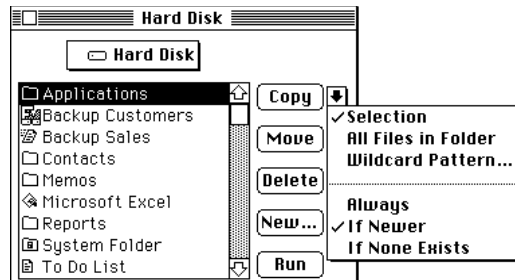 Hard Disk
Hard Disk
Applications
Backup Customers
Backup Sales
Contacts
Memos
Microsoft Excel
Reports
System Folder
To Do List
Copy
Move
Delete
New...
Run
✓Selection
All Files in Folder
Wildcard Pattern...
Always
✓If Newer
If None Exists